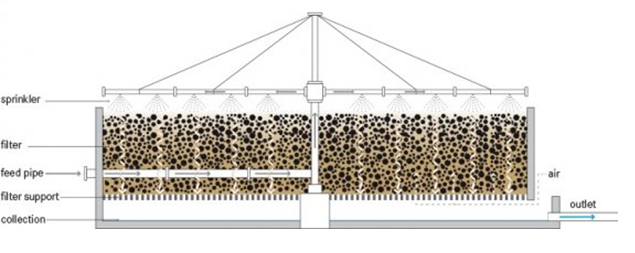 sprinkler
filter
feed pipe
filter support
collection
air
outlet